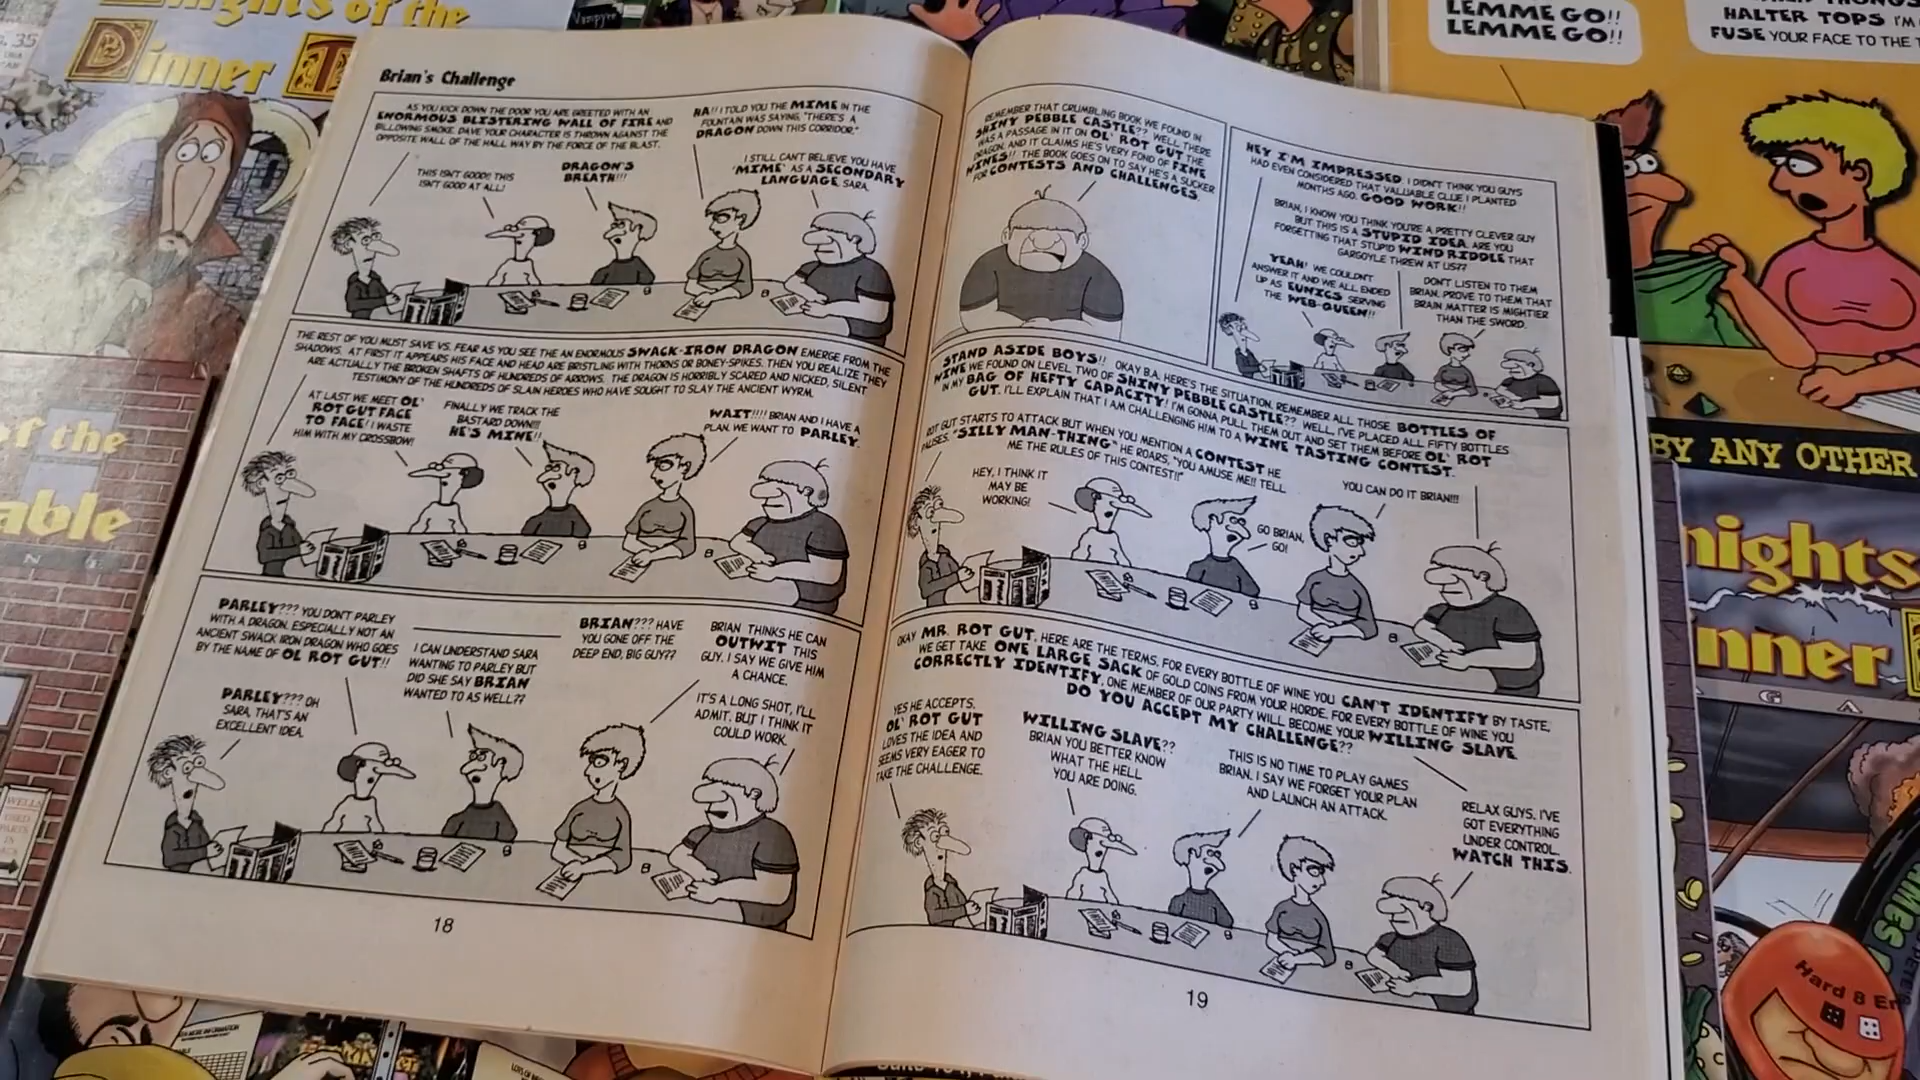 Knights of the
Dinner
. 35
Vampyre
LEMME GO!!
LEMME GO!!
HALTER TOPS I'M
FUSE YOUR FACE TO THE T
of the
able
WELLS
USED
PARTS
BY ANY OTHER
nights
inner
G A
Hard 8 En
Brian's Challenge
AS YOU KICK DOWN THE DOOR YOU ARE GREETED WITH AN
ENORMOUS BLISTERING WALL OF FIRE AND
BILLOWING SMOKE. DAVE YOUR CHARACTER IS THROWN AGAINST THE
OPPOSITE WALL OF THE HALL WAY BY THE FORCE OF THE BLAST.
THIS ISN'T GOOD!! THIS
ISN'T GOOD AT ALL!
DRAGON'S
BREATH!!!
HA!! I TOLD YOU THE MIME IN THE
FOUNTAIN WAS SAYING, "THERE'S A
DRAGON DOWN THIS CORRIDOR."
I STILL CAN'T BELIEVE YOU HAVE
'MIME' AS A SECONDARY
LANGUAGE SARA.
THE REST OF YOU MUST SAVE VS. FEAR AS YOU SEE THE AN ENORMOUS SWACK-IRON DRAGON EMERGE FROM THE
SHADOWS. AT FIRST IT APPEARS HIS FACE AND HEAD ARE BRISTLING WITH THORNS OR BONEY-SPIKES. THEN YOU REALIZE THEY
ARE ACTUALLY THE BROKEN SHAFTS OF HUNDREDS OF ARROWS. THE DRAGON IS HORRIBLY SCARED AND NICKED, SILENT
TESTIMONY OF THE HUNDREDS OF SLAIN HEROES WHO HAVE SOUGHT TO SLAY THE ANCIENT WYRM.
AT LAST WE MEET OL'
ROT GUT FACE
TO FACE! I WASTE
HIM WITH MY CROSSBOW!
FINALLY WE TRACK THE
BASTARD DOWN!!!
HE'S MINE!!
WAIT!!!! BRIAN AND I HAVE A
PLAN. WE WANT TO PARLEY.
PARLEY??? YOU DON'T PARLEY
WITH A DRAGON. ESPECIALLY NOT AN
ANCIENT SWACK IRON DRAGON WHO GOES
BY THE NAME OF OL ROT GUT!!
PARLEY??? OH
SARA, THAT'S AN
EXCELLENT IDEA.
I CAN UNDERSTAND SARA
WANTING TO PARLEY BUT
DID SHE SAY BRIAN
WANTED TO AS WELL??
BRIAN??? HAVE
YOU GONE OFF THE
DEEP END, BIG GUY??
BRIAN THINKS HE CAN
OUTWIT THIS
GUY. I SAY WE GIVE HIM
A CHANCE.
IT'S A LONG SHOT, I'LL
ADMIT. BUT I THINK IT
COULD WORK.
18
REMEMBER THAT CRUMBLING BOOK WE FOUND IN
SHINY PEBBLE CASTLE?? WELL THERE
WAS A PASSAGE IN IT ON OL' ROT GUT THE
DRAGON. AND IT CLAIMS HE'S VERY FOND OF FINE
WINES!! THE BOOK GOES ON TO SAY HE'S A SUCKER
FOR CONTESTS AND CHALLENGES.
HEY I'M IMPRESSED. I DIDN'T THINK YOU GUYS
HAD EVEN CONSIDERED THAT VALUABLE CLUE I PLANTED
MONTHS AGO. GOOD WORK!!
BRIAN, I KNOW YOU THINK YOU'RE A PRETTY CLEVER GUY
BUT THIS IS A STUPID IDEA. ARE YOU
FORGETTING THAT STUPID WIND RIDDLE THAT
GARGOYLE THREW AT US??
YEAH! WE COULDN'T
ANSWER IT AND WE ALL ENDED
UP AS EUNICS SERVING
THE WEB-QUEEN!!
DON'T LISTEN TO THEM
BRIAN. PROVE TO THEM THAT
BRAIN MATTER IS MIGHTIER
THAN THE SWORD.
STAND ASIDE BOYS!! OKAY B.A. HERE'S THE SITUATION. REMEMBER ALL THOSE BOTTLES OF
WINE WE FOUND ON LEVEL TWO OF SHINY PEBBLE CASTLE?? WELL, I'VE PLACED ALL FIFTY BOTTLES
IN MY BAG OF HEFTY CAPACITY! I'M GONNA PULL THEM OUT AND SET THEM BEFORE OL' ROT
GUT. I'LL EXPLAIN THAT I AM CHALLENGING HIM TO A WINE TASTING CONTEST.
ROT GUT STARTS TO ATTACK BUT WHEN YOU MENTION A CONTEST HE
PAUSES. "SILLY MAN-THING" HE ROARS, "YOU AMUSE ME!! TELL
ME THE RULES OF THIS CONTEST!!"
HEY, I THINK IT
MAY BE
WORKING!
GO BRIAN,
GO!
YOU CAN DO IT BRIAN!!!
OKAY MR. ROT GUT, HERE ARE THE TERMS. FOR EVERY BOTTLE OF WINE YOU CAN'T IDENTIFY BY TASTE,
WE GET TAKE ONE LARGE SACK OF GOLD COINS FROM YOUR HORDE. FOR EVERY BOTTLE OF WINE YOU
CORRECTLY IDENTIFY, ONE MEMBER OF OUR PARTY WILL BECOME YOUR WILLING SLAVE.
DO YOU ACCEPT MY CHALLENGE??
YES HE ACCEPTS.
OL' ROT GUT
LOVES THE IDEA AND
SEEMS VERY EAGER TO
TAKE THE CHALLENGE.
WILLING SLAVE??
BRIAN YOU BETTER KNOW
WHAT THE HELL
YOU ARE DOING.
THIS IS NO TIME TO PLAY GAMES
BRIAN. I SAY WE FORGET YOUR PLAN
AND LAUNCH AN ATTACK.
RELAX GUYS. I'VE
GOT EVERYTHING
UNDER CONTROL.
WATCH THIS.
19